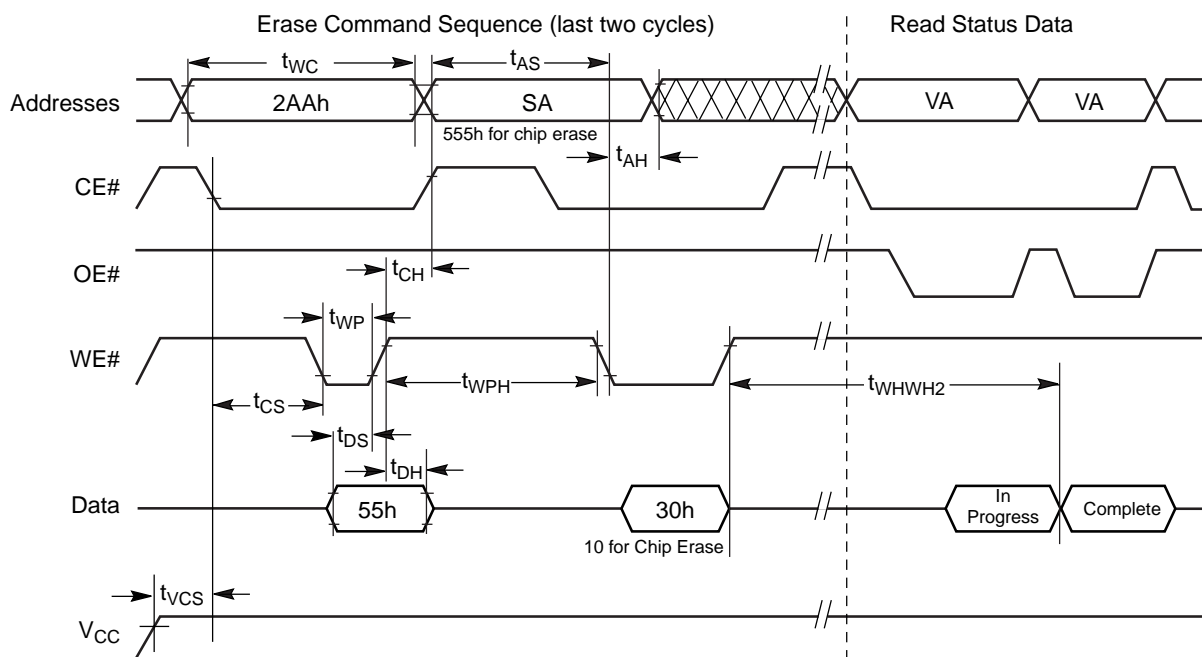 Erase Command Sequence (last two cycles)
Read Status Data
tWC
tAS
Addresses
2AAh
SA
VA
VA
555h for chip erase
tAH
CE#
OE#
tCH
tWP
WE#
tWPH
tWHWH2
tCS
tDS
tDH
Data
55h
30h
In
Progress
Complete
10 for Chip Erase
tVCS
VCC